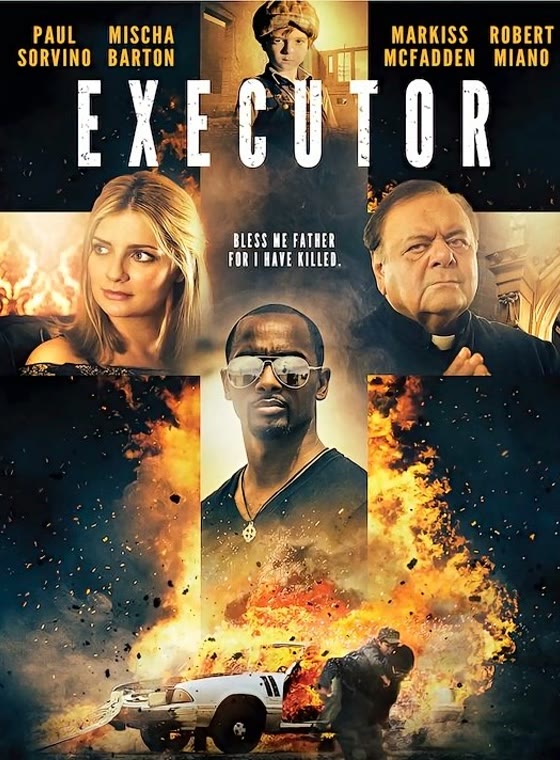 PAUL SORVINO
MISCHA BARTON
MARKISS MCFADDEN
ROBERT MIANO
EXECUTOR
BLESS ME FATHER
FOR I HAVE KILLED.